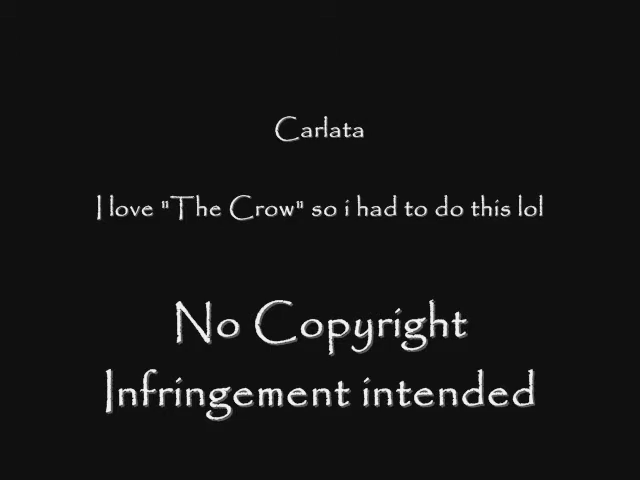 Carlata
I love "The Crow" so i had to do this lol
No Copyright
Infringement intended